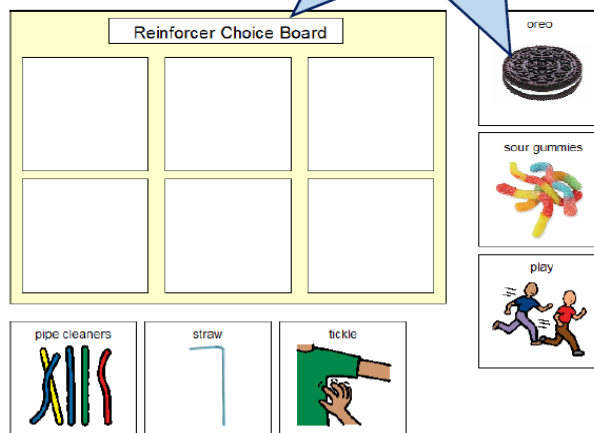 Reinforcer Choice Board
oreo
sour gummies
play
pipe cleaners
straw
tickle